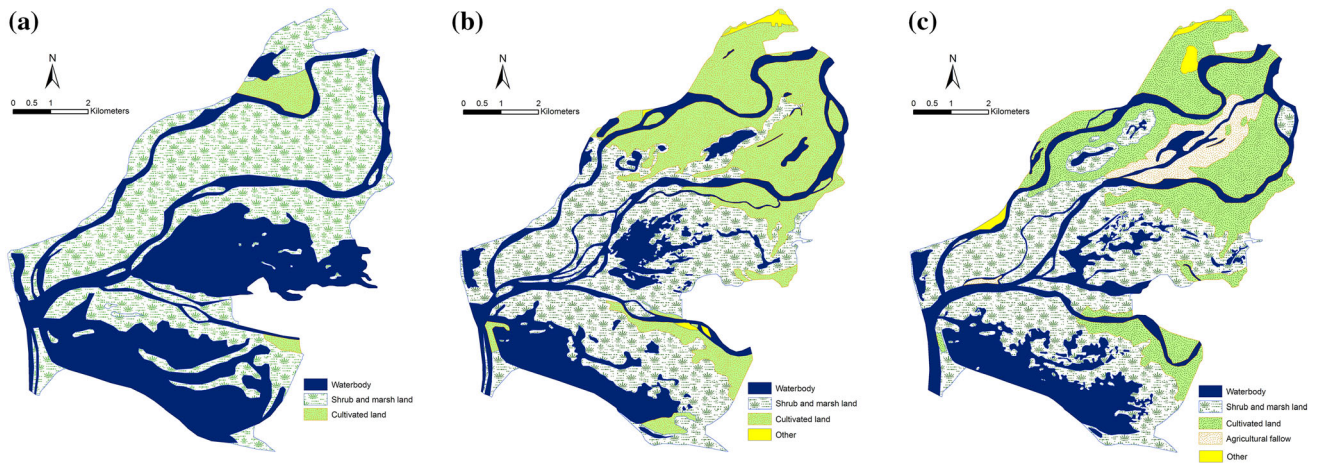 (a)
N
0 0.5 1 2
Kilometers
Waterbody
Shrub and marsh land
Cultivated land
(b)
N
0 0.5 1 2
Kilometers
Waterbody
Shrub and marsh land
Cultivated land
Other
(c)
N
0 0.5 1 2
Kilometers
Waterbody
Shrub and marsh land
Cultivated land
Agricultural fallow
Other